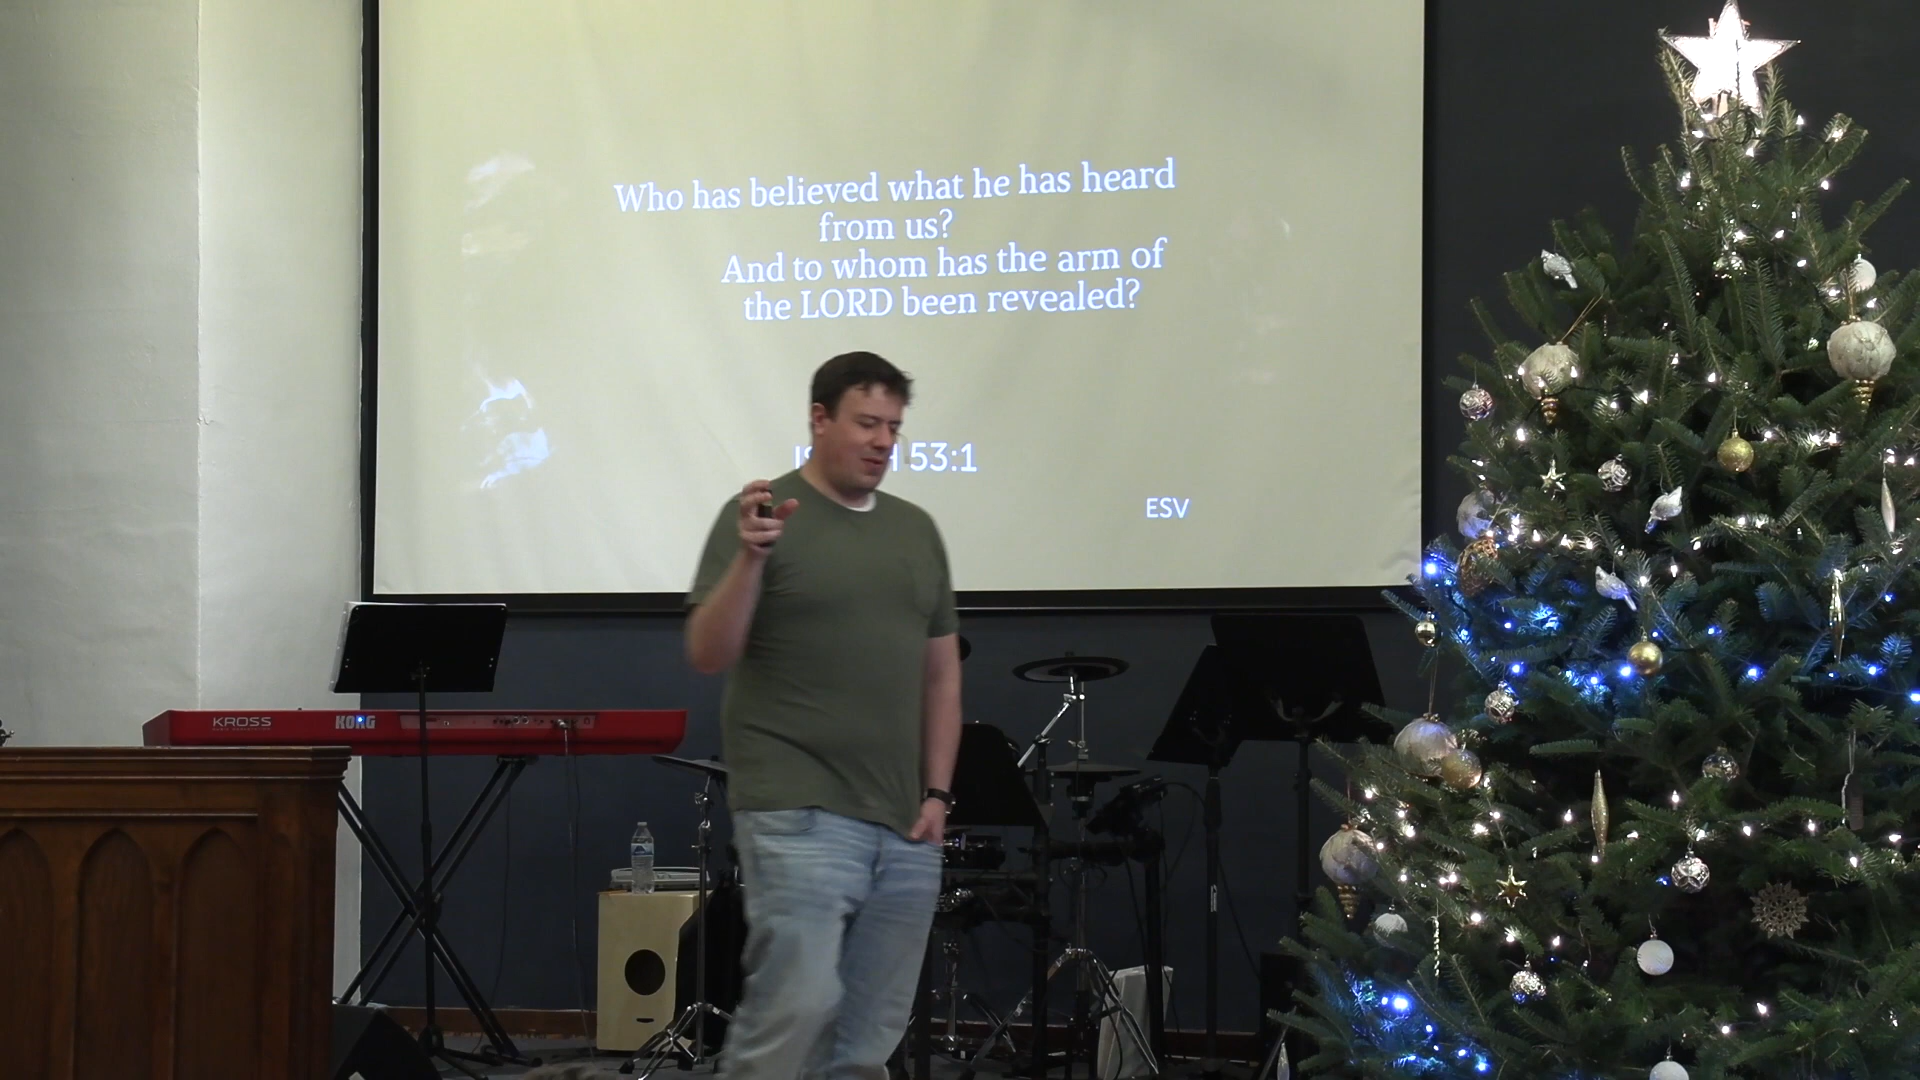 Who has believed what he has heard
from us?
And to whom has the arm of
the LORD been revealed?
53:1
ESV
KROSS
KORG